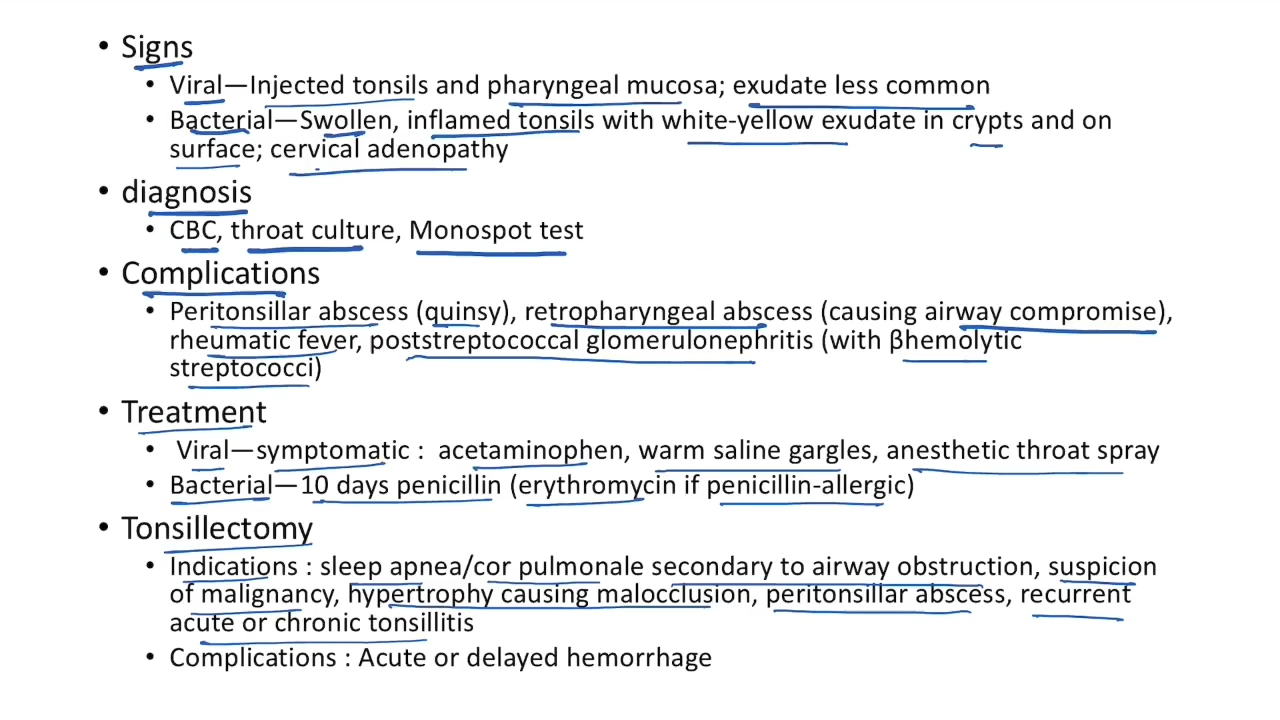 • Signs
• Viral—Injected tonsils and pharyngeal mucosa; exudate less common
• Bacterial—Swollen, inflamed tonsils with white-yellow exudate in crypts and on
surface; cervical adenopathy
• diagnosis
• CBC, throat culture, Monospot test
• Complications
• Peritonsillar abscess (quinsy), retropharyngeal abscess (causing airway compromise),
rheumatic fever, poststreptococcal glomerulonephritis (with βhemolytic
streptococci)
• Treatment
• Viral—symptomatic : acetaminophen, warm saline gargles, anesthetic throat spray
• Bacterial—10 days penicillin (erythromycin if penicillin-allergic)
• Tonsillectomy
• Indications : sleep apnea/cor pulmonale secondary to airway obstruction, suspicion
of malignancy, hypertrophy causing malocclusion, peritonsillar abscess, recurrent
acute or chronic tonsillitis
• Complications : Acute or delayed hemorrhage